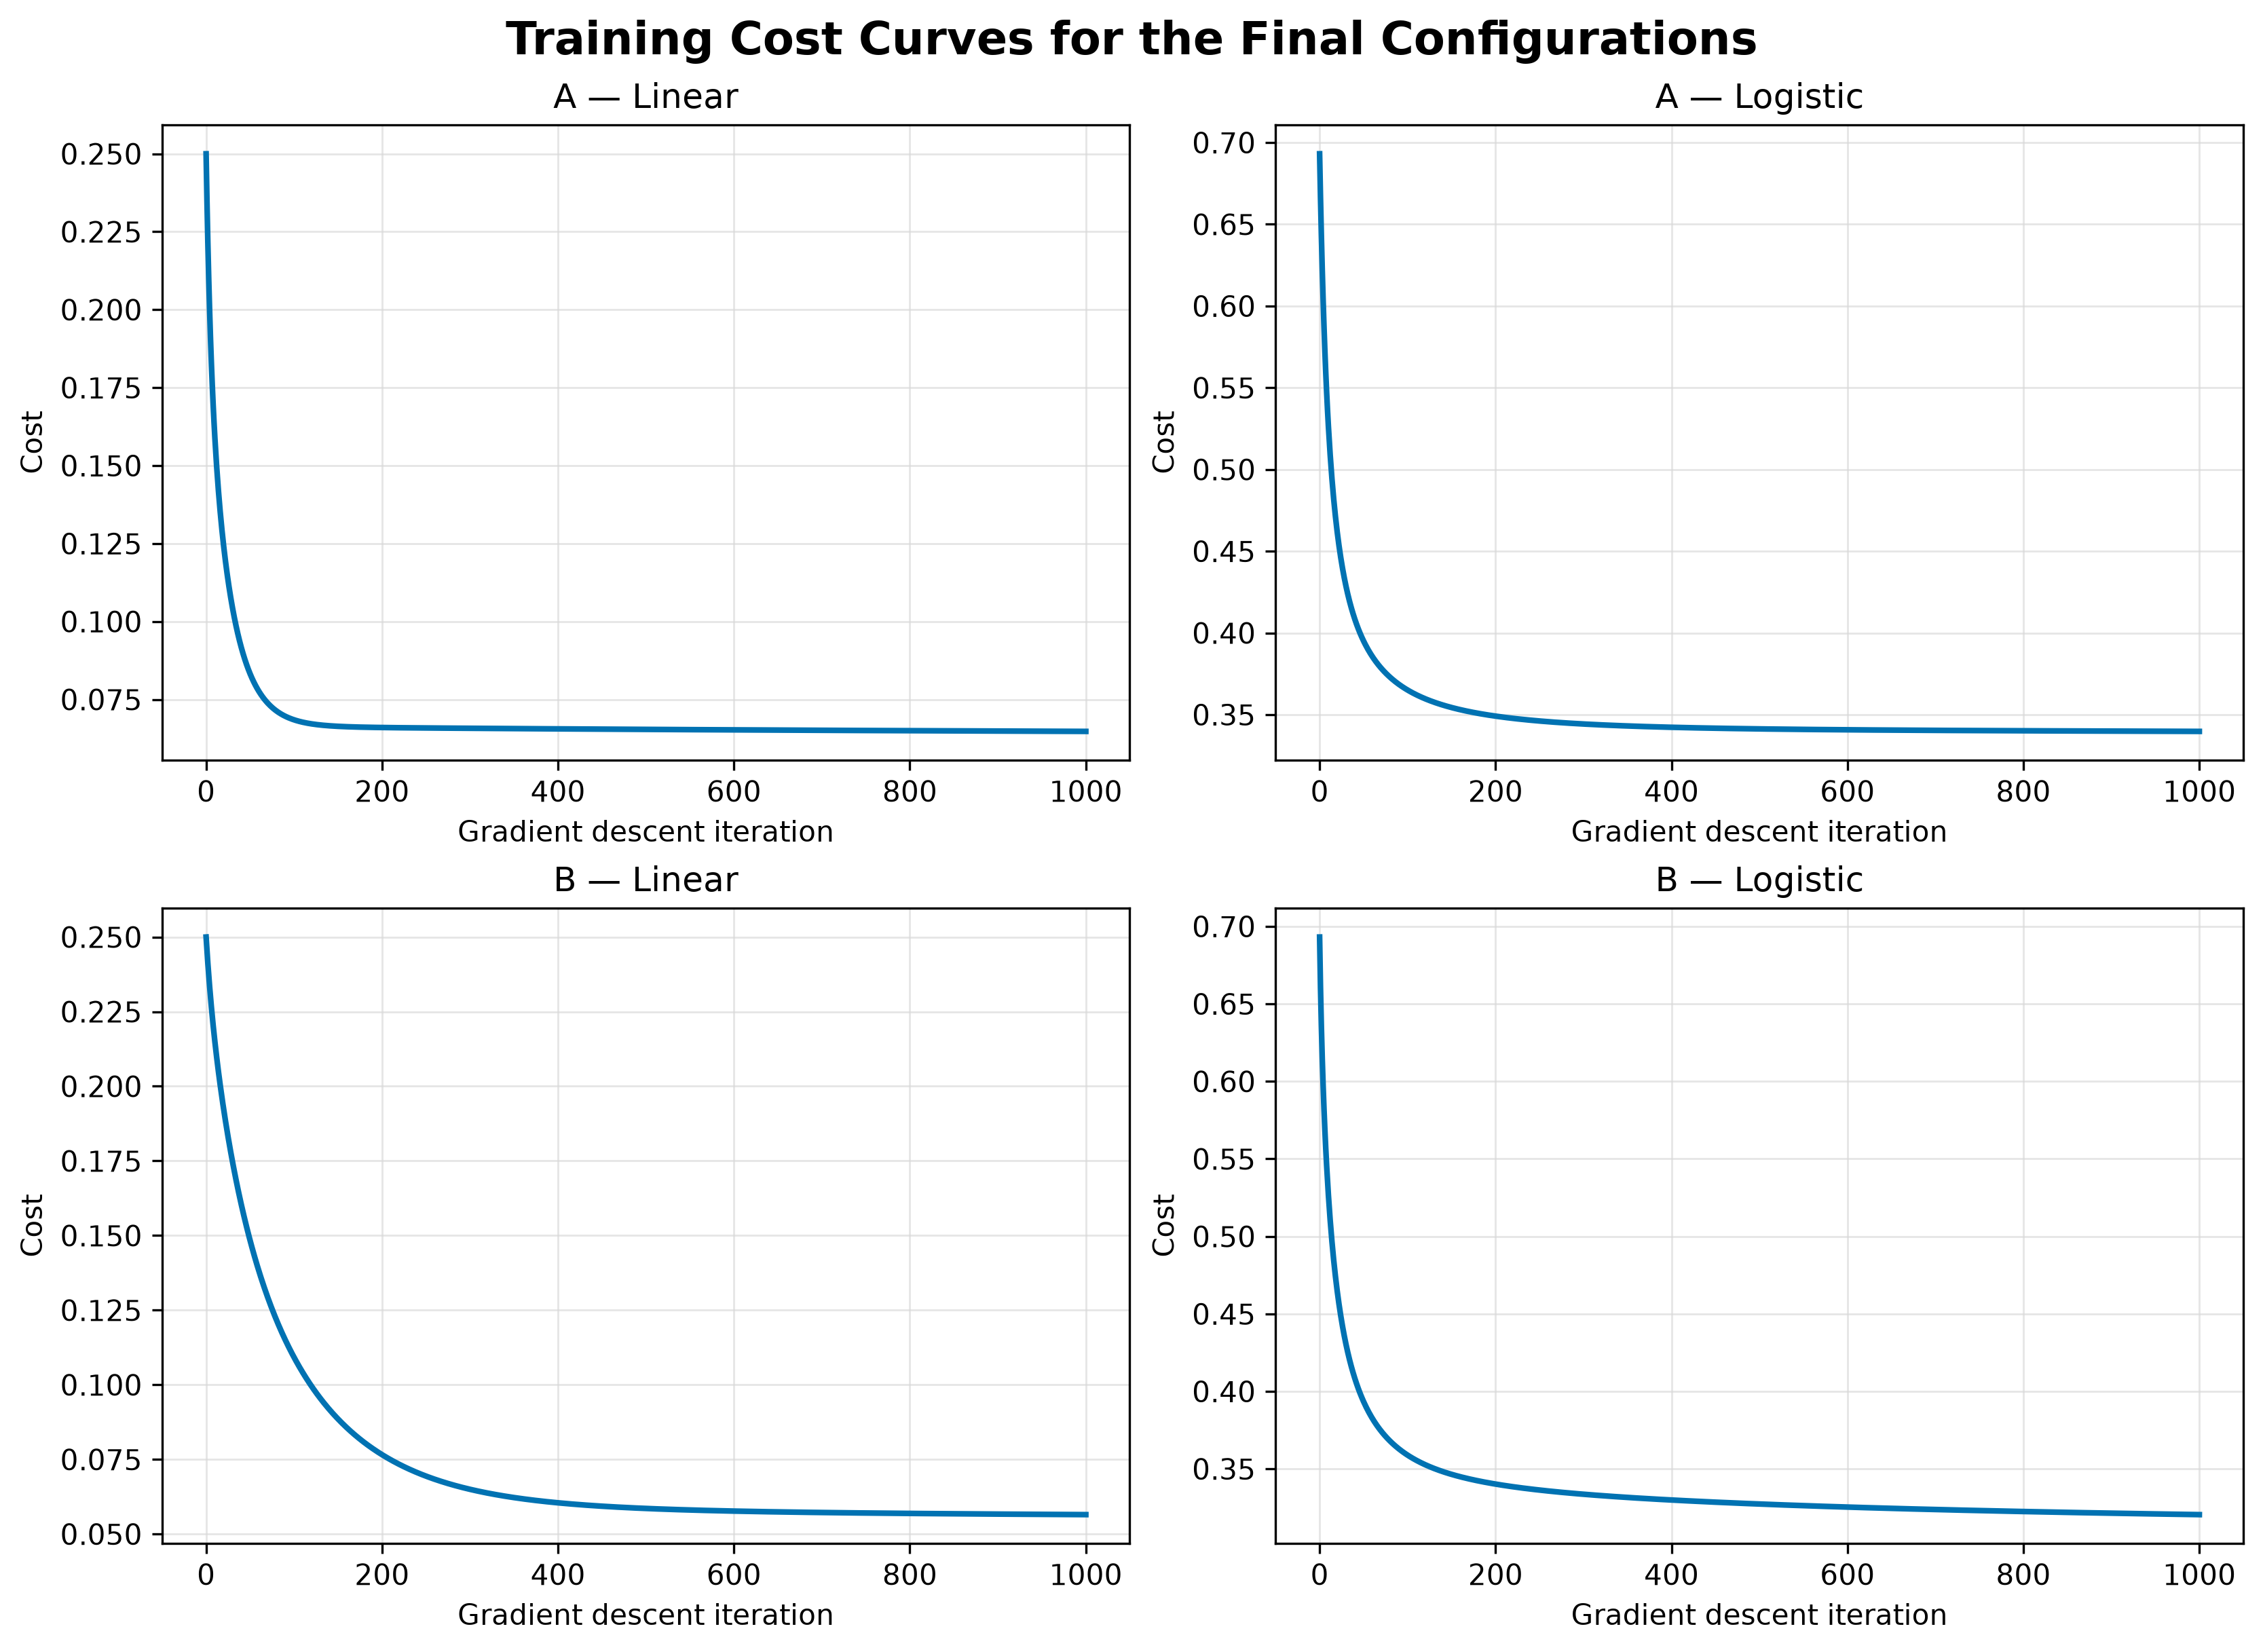 Training Cost Curves for the Final Configurations
A — Linear
Cost
0.250
0.225
0.200
0.175
0.150
0.125
0.100
0.075
0 200 400 600 800 1000
Gradient descent iteration
A — Logistic
Cost
0.70
0.65
0.60
0.55
0.50
0.45
0.40
0.35
0 200 400 600 800 1000
Gradient descent iteration
B — Linear
Cost
0.250
0.225
0.200
0.175
0.150
0.125
0.100
0.075
0.050
0 200 400 600 800 1000
Gradient descent iteration
B — Logistic
Cost
0.70
0.65
0.60
0.55
0.50
0.45
0.40
0.35
0 200 400 600 800 1000
Gradient descent iteration